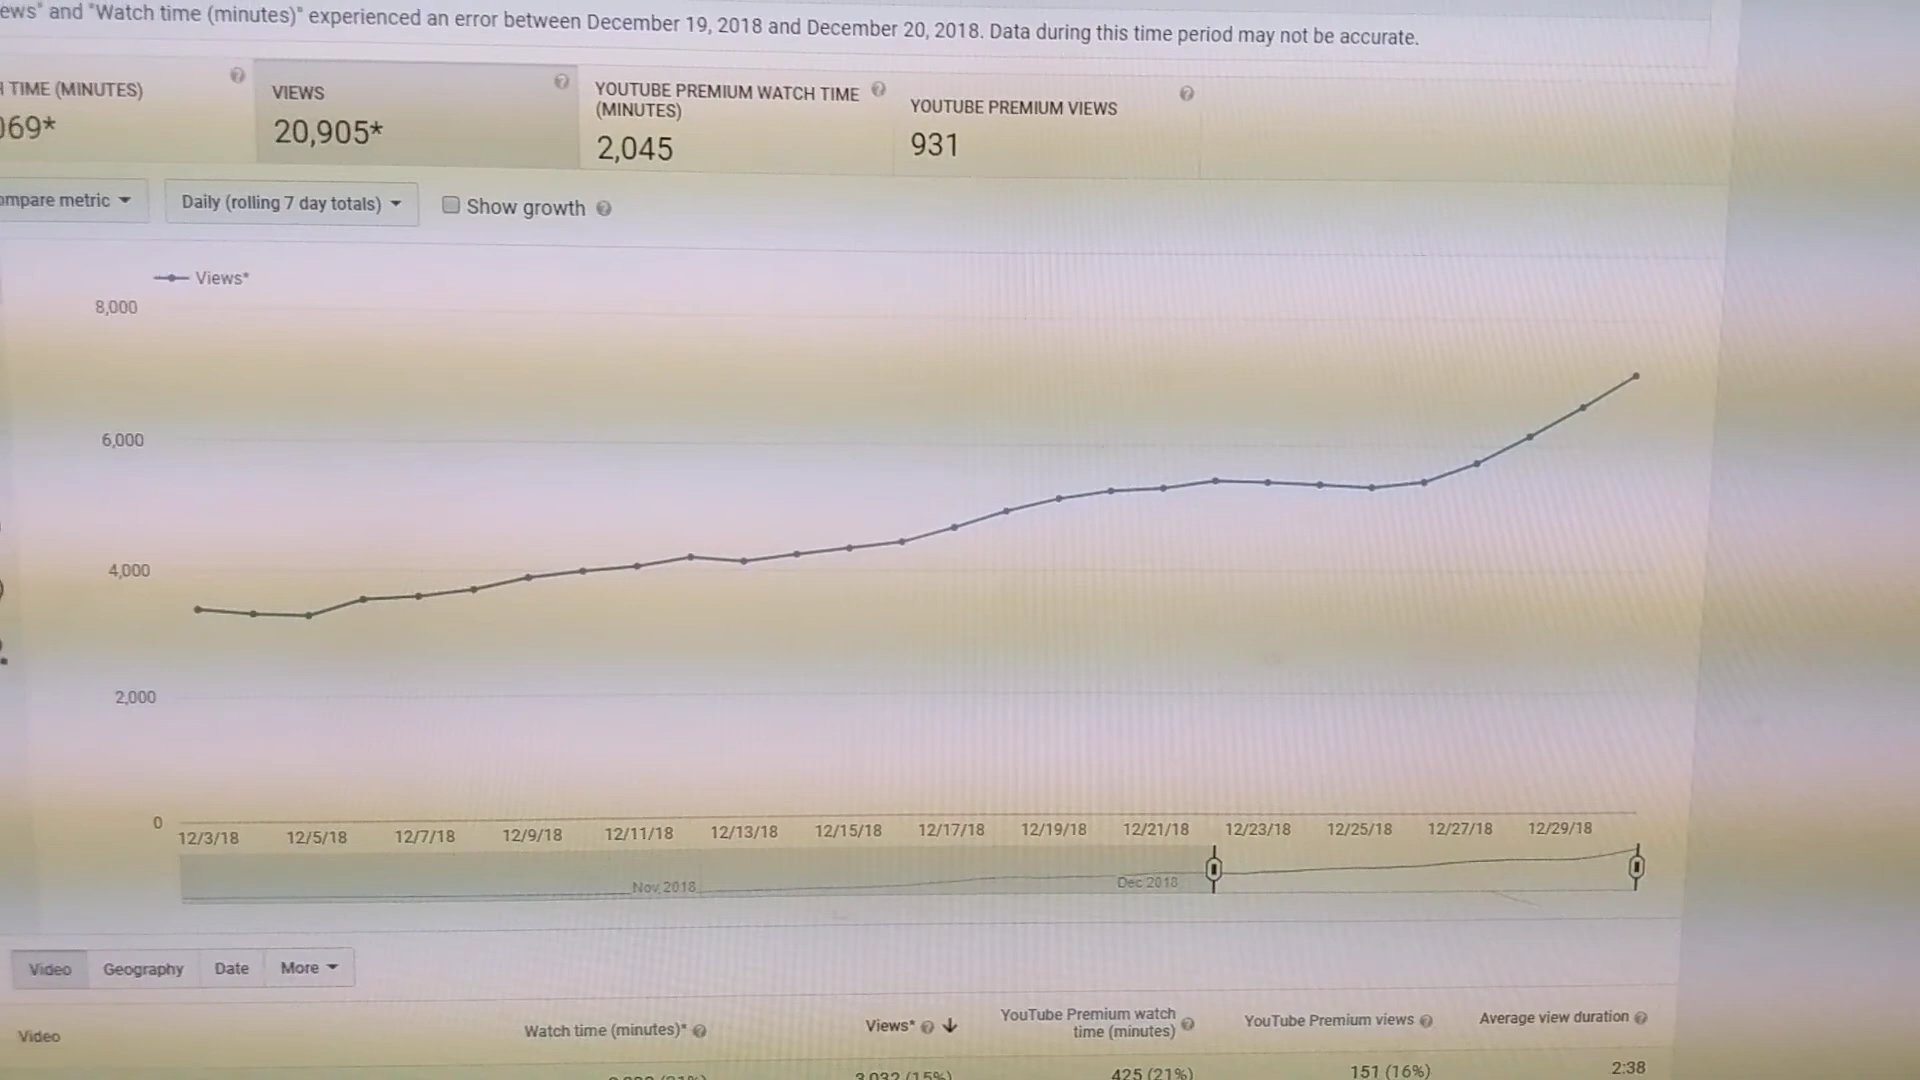 and "Watch time (minutes)" experienced an error between December 19, 2018 and December 20, 2018. Data during this time period may not be accurate.
TIME (MINUTES)
VIEWS
20,905*
YOUTUBE PREMIUM WATCH TIME
(MINUTES)
2,045
YOUTUBE PREMIUM VIEWS
931
069*
metric
Daily (rolling 7 day totals)
Show growth
Views*
8,000
6,000
4,000
2,000
0
12/3/18 12/5/18 12/7/18 12/9/18 12/11/18 12/13/18 12/15/18 12/17/18 12/19/18 12/21/18 12/23/18 12/25/18 12/27/18 12/29/18
Nov 2018 Dec 2018
Video Geography Date More
Video
Watch time (minutes)*
Views*
YouTube Premium watch
time (minutes)
YouTube Premium views
Average view duration
3,032 (15%) 425 (21%) 151 (16%) 2:38